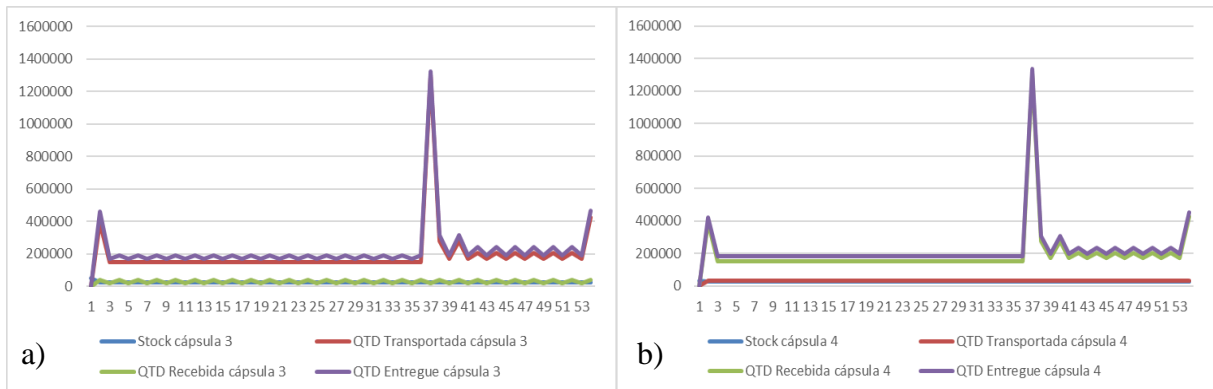 1600000
1400000
1200000
1000000
800000
600000
400000
200000
0
1 3 5 7 9 11 13 15 17 19 21 23 25 27 29 31 33 35 37 39 41 43 45 47 49 51 53
Stock cápsula 3 QTD Transportada cápsula 3
QTD Recebida cápsula 3 QTD Entregue cápsula 3
a)
1600000
1400000
1200000
1000000
800000
600000
400000
200000
0
1 3 5 7 9 11 13 15 17 19 21 23 25 27 29 31 33 35 37 39 41 43 45 47 49 51 53
Stock cápsula 4 QTD Transportada cápsula 4
QTD Recebida cápsula 4 QTD Entregue cápsula 4
b)